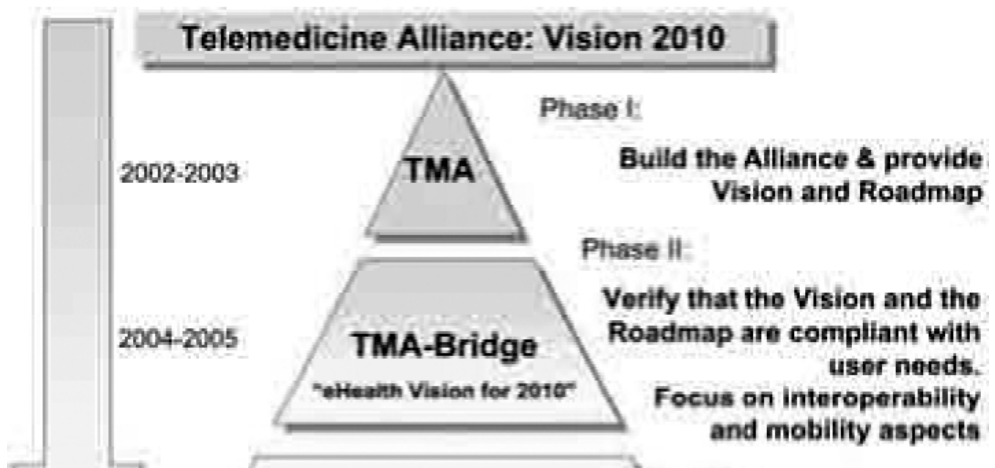 Telemedicine Alliance: Vision 2010
Phase I:
2002-2003
TMA
Build the Alliance & provide
Vision and Roadmap
Phase II:
2004-2005
TMA-Bridge
"eHealth Vision for 2010"
Verify that the Vision and the
Roadmap are compliant with
user needs.
Focus on interoperability
and mobility aspects